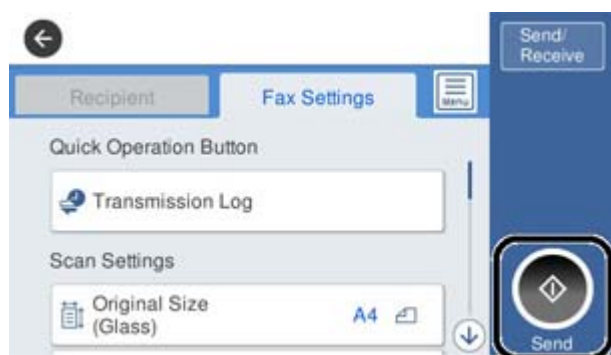 Send/
Receive
Recipient
Fax Settings
Menu
Quick Operation Button
Transmission Log
Scan Settings
Original Size
(Glass)
A4
Send